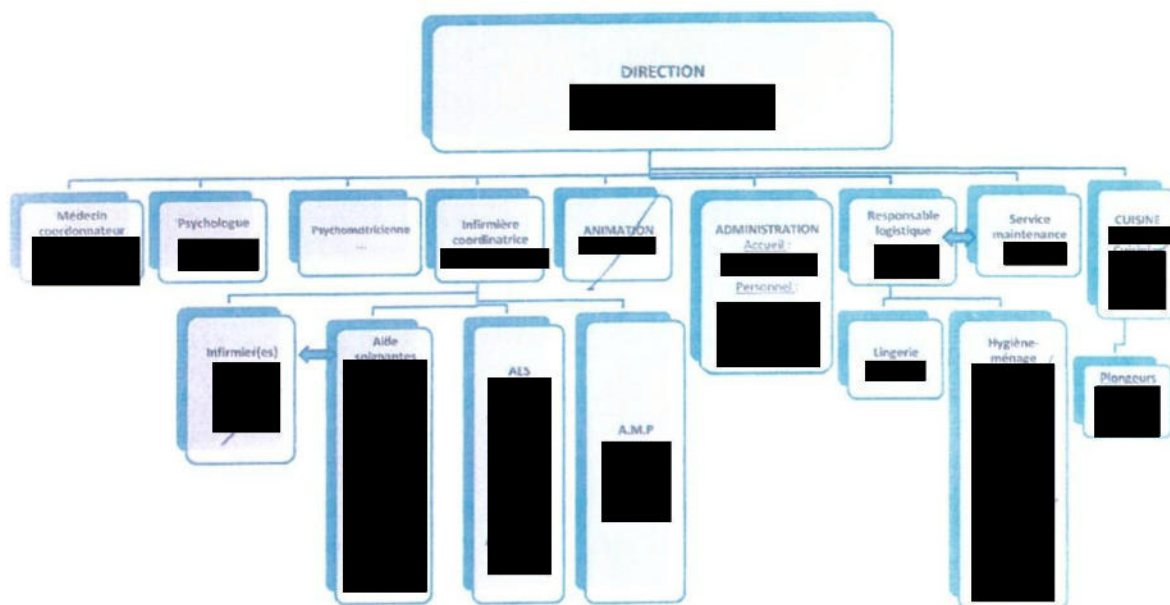 DIRECTION
Médecin
coordonnateur
Psychologue
Psychomotricienne
...
Infirmière
coordinatrice
ANIMATION
ADMINISTRATION
Accueil :
Personnel :
Responsable
logistique
Service
maintenance
CUISINE
Infirmier(es)
Aide
soignantes
AES
A.M.P
Lingerie
Hygiène-
ménage
Plongeurs